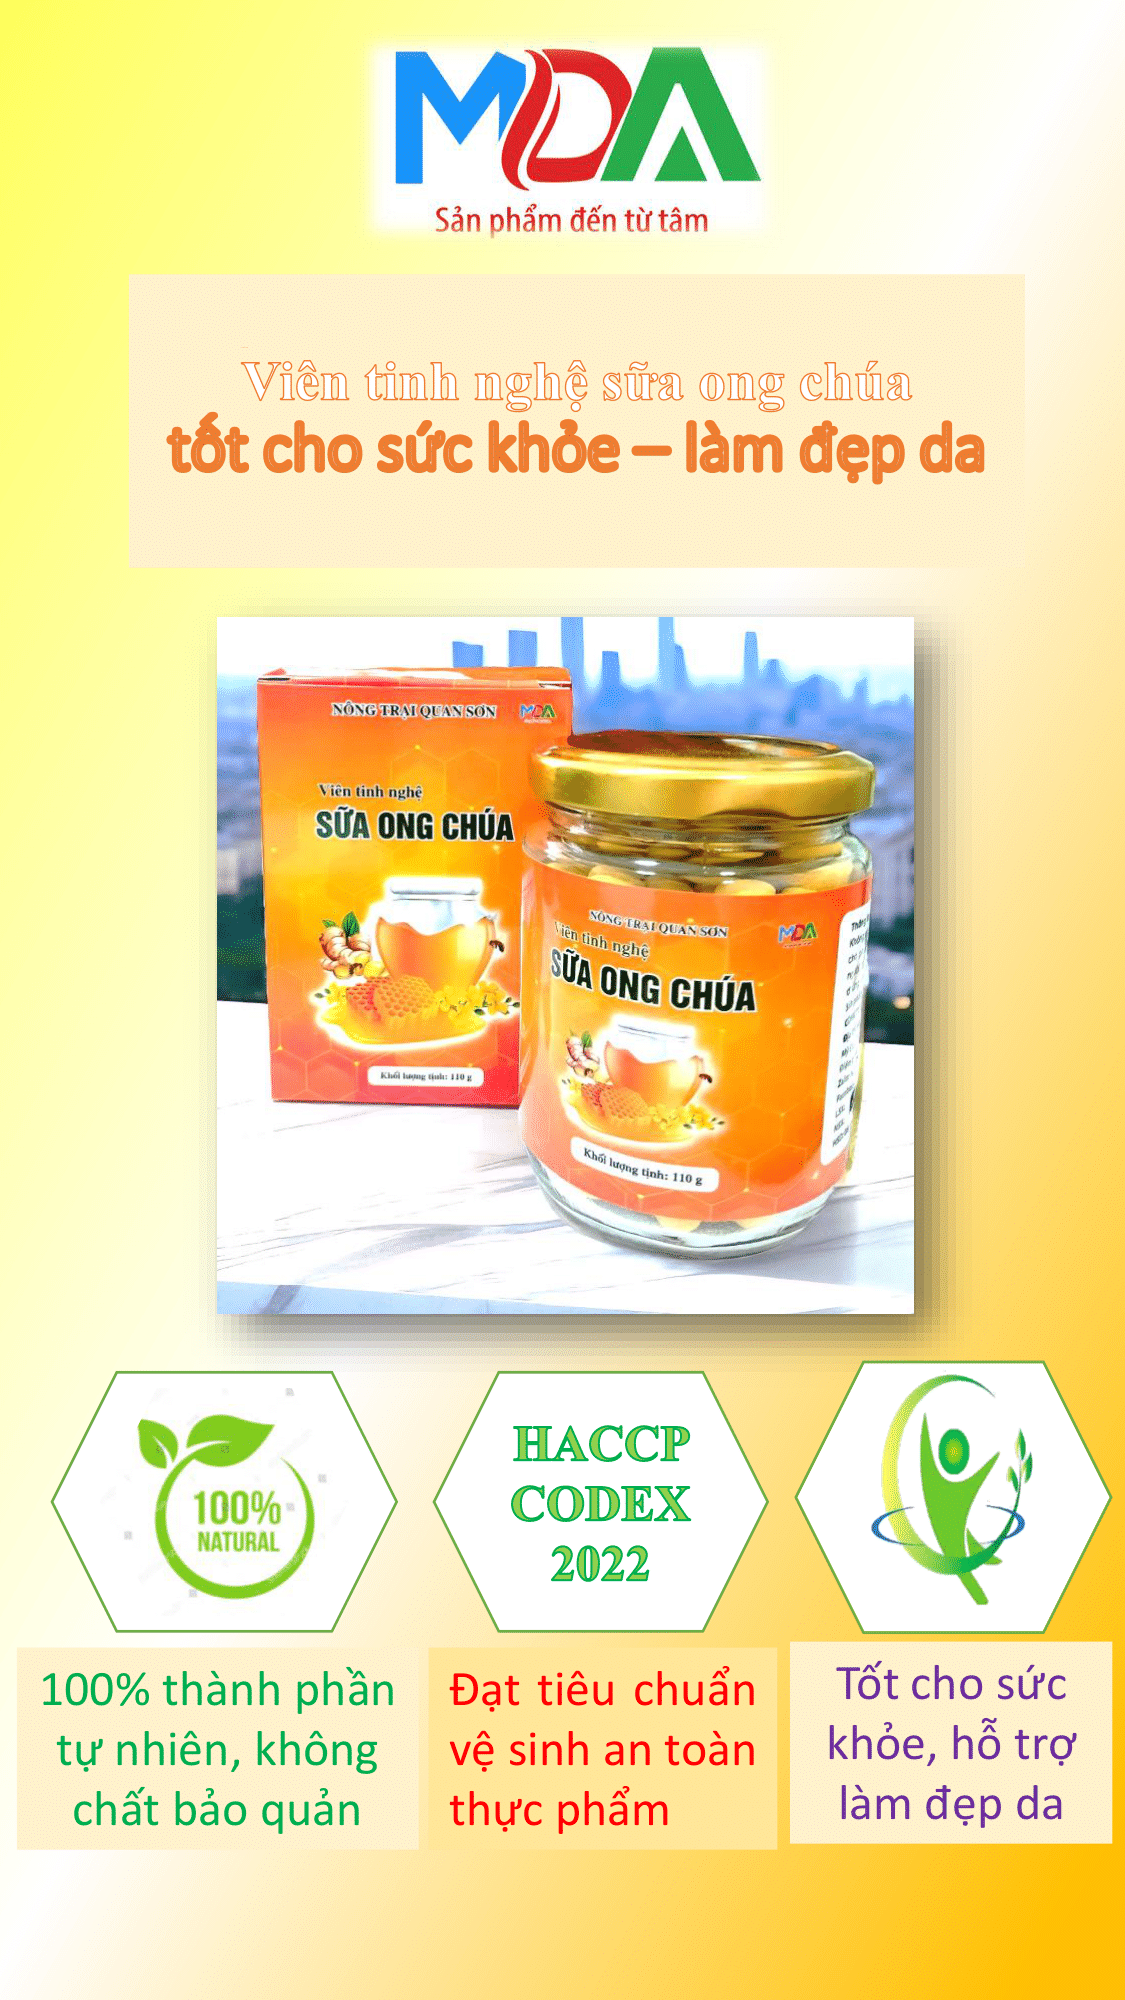 MDA
Sản phẩm đến từ tâm
Viên tinh nghệ sữa ong chúa
tốt cho sức khỏe – làm đẹp da
NÔNG TRẠI QUAN SƠN MDA
Viên tinh nghệ
SỮA ONG CHÚA
Khối lượng tịnh: 110 g
NÔNG TRẠI QUAN SƠN MDA
Viên tinh nghệ
SỮA ONG CHÚA
Khối lượng tịnh: 110 g
100%
NATURAL
HACCP
CODEX
2022
100% thành phần
tự nhiên, không
chất bảo quản
Đạt tiêu chuẩn
vệ sinh an toàn
thực phẩm
Tốt cho sức
khỏe, hỗ trợ
làm đẹp da